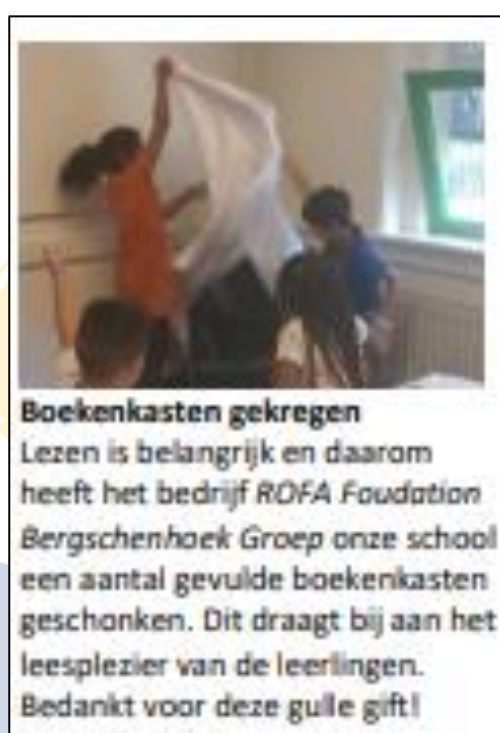 Boekenkasten gekregen
Lezen is belangrijk en daarom
heeft het bedrijf ROFA Foudation
Bergschenhoek Groep onze school
een aantal gevulde boekenkasten
geschonken. Dit draagt bij aan het
leesplezier van de leerlingen.
Bedankt voor deze gulle gift!